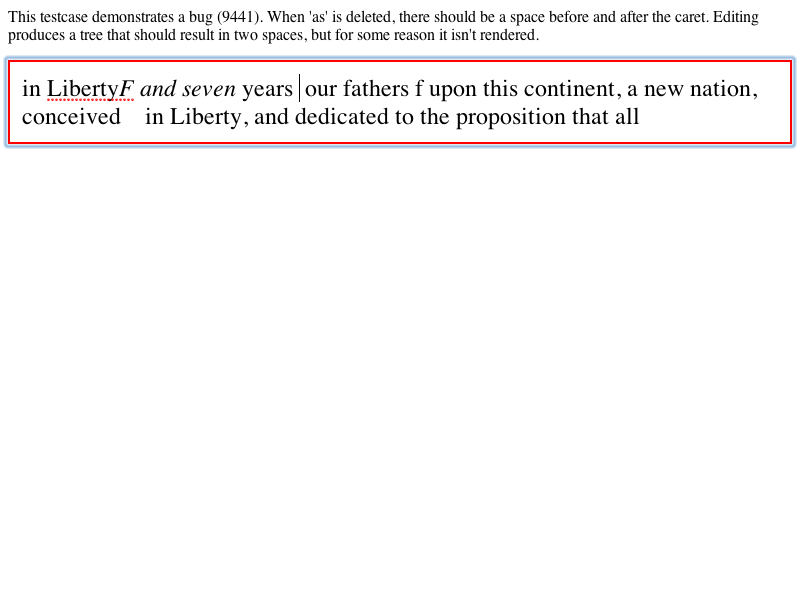 This testcase demonstrates a bug (9441). When 'as' is deleted, there should be a space before and after the caret. Editing
produces a tree that should result in two spaces, but for some reason it isn't rendered.
in LibertyF and seven years our fathers f upon this continent, a new nation,
conceived    in Liberty, and dedicated to the proposition that all